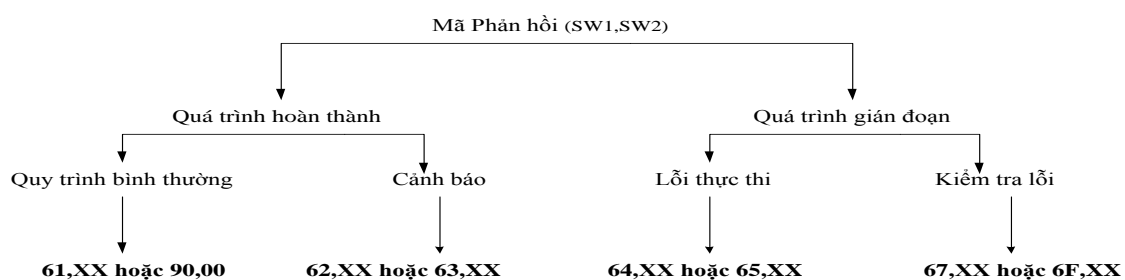 Mã Phản hồi (SW1,SW2)
Quá trình hoàn thành Quá trình gián đoạn
Quy trình bình thường Cảnh báo Lỗi thực thi Kiểm tra lỗi
61,XX hoặc 90,00 62,XX hoặc 63,XX 64,XX hoặc 65,XX 67,XX hoặc 6F,XX